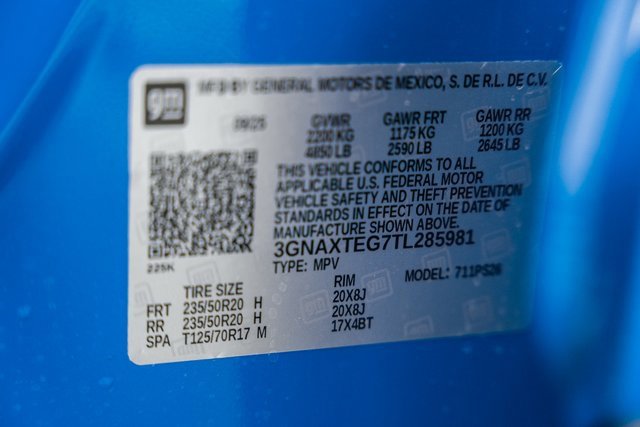 gm
MFD BY GENERAL MOTORS DE MEXICO, S. DE R.L. DE C.V.
09/25
GVWR GAWR FRT GAWR RR
2200 KG 1175 KG 1200 KG
4850 LB 2590 LB 2645 LB
THIS VEHICLE CONFORMS TO ALL
APPLICABLE U.S. FEDERAL MOTOR
VEHICLE SAFETY AND THEFT PREVENTION
STANDARDS IN EFFECT ON THE DATE OF
MANUFACTURE SHOWN ABOVE.
3GNAXTEG7TL285981
225K
TYPE: MPV
MODEL: 711PS26
TIRE SIZE RIM
FRT 235/50R20 H 20X8J
RR 235/50R20 H 20X8J
SPA T125/70R17 M 17X4BT